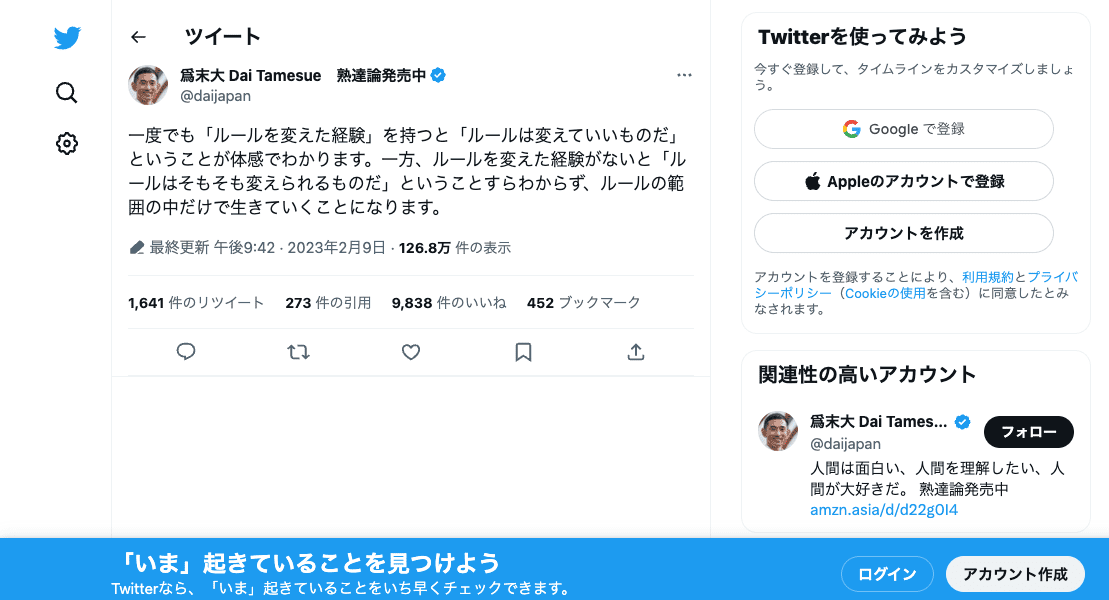 ツイート
爲末大 Dai Tamesue 熟達論発売中
@daijapan
一度でも「ルールを変えた経験」を持つと「ルールは変えていいものだ」
ということが体感でわかります。一方、ルールを変えた経験がないと「ル
ールはそもそも変えられるものだ」ということすらわからず、ルールの範
囲の中だけで生きていくことになります。
最終更新 午後9:42 · 2023年2月9日 · 126.8万 件の表示
1,641 件のリツイート 273 件の引用 9,838 件のいいね 452 ブックマーク
Twitterを使ってみよう
今すぐ登録して、タイムラインをカスタマイズしましょ
う。
Google で登録
Appleのアカウントで登録
アカウントを作成
アカウントを登録することにより、利用規約とプライバ
シーポリシー（Cookieの使用を含む）に同意したとみ
なされます。
関連性の高いアカウント
爲末大 Dai Tames...
@daijapan
フォロー
人間は面白い、人間を理解したい、人
間が大好きだ。 熟達論発売中
amzn.asia/d/d22g0I4
「いま」起きていることを見つけよう
Twitterなら、「いま」起きていることをいち早くチェックできます。
ログイン
アカウント作成